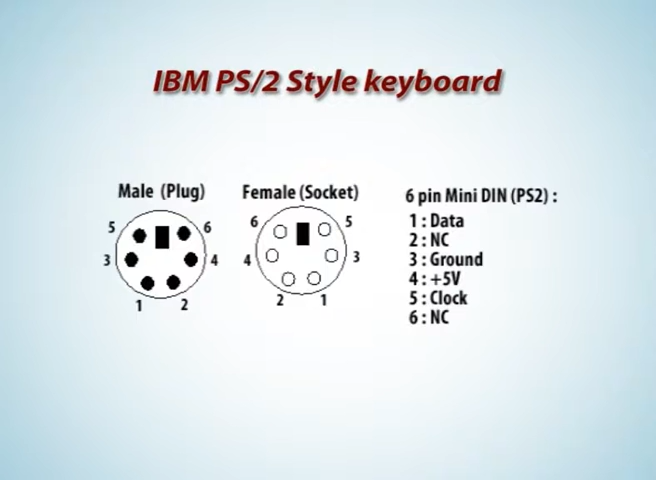 IBM PS/2 Style keyboard
Male (Plug)
5 6
3 4
1 2
Female (Socket)
6 5
4 3
2 1
6 pin Mini DIN (PS2) :
1 : Data
2 : NC
3 : Ground
4 : +5V
5 : Clock
6 : NC